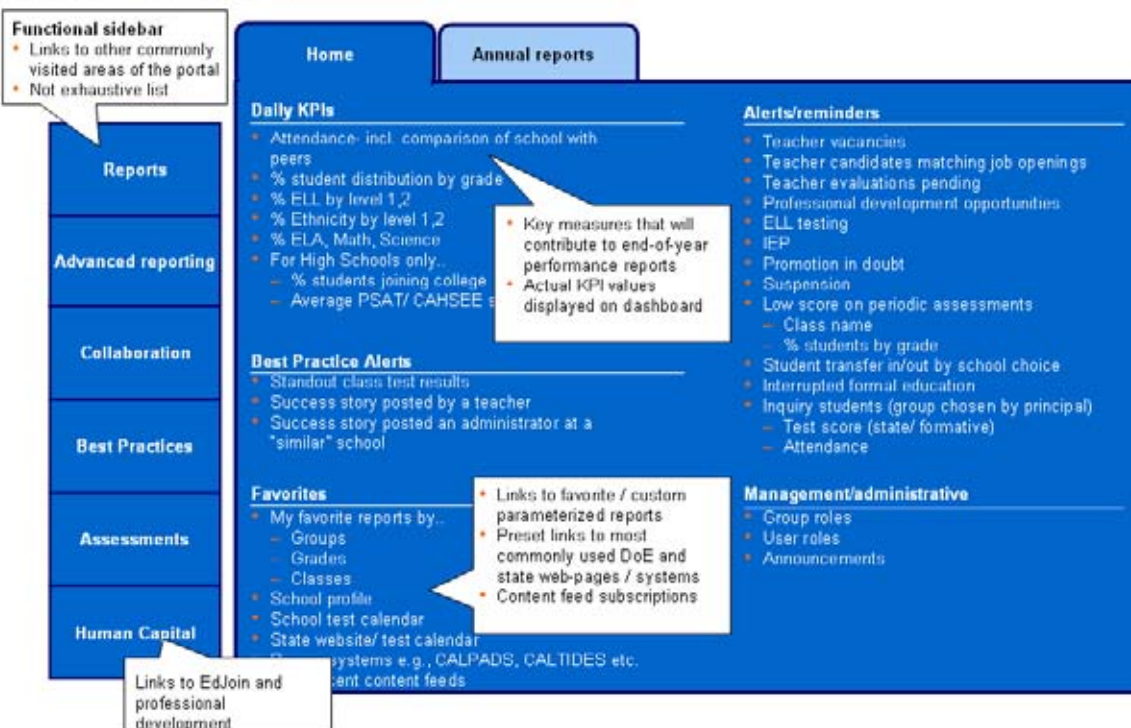 Functional sidebar
• Links to other commonly
visited areas of the portal
• Not exhaustive list
Home
Annual reports
Reports
Advanced reporting
Collaboration
Best Practices
Assessments
Human Capital
Links to EdJoin and
professional
development
Daily KPIs
• Attendance- incl. comparison of school with
peers
• % student distribution by grade
• % ELL by level 1,2
• % Ethnicity by level 1,2
• % ELA, Math, Science
• For High Schools only..
– % students joining college
– Average PSAT/ CAHSEE
• Key measures that will
contribute to end-of-year
performance reports
• Actual KPI values
displayed on dashboard
Best Practice Alerts
• Standout class test results
• Success story posted by a teacher
• Success story posted an administrator at a
"similar" school
Favorites
• My favorite reports by..
– Groups
– Grades
– Classes
• School profile
• School test calendar
• State website/ test calendar
systems e.g., CALPADS, CALTIDES etc.
content feeds
• Links to favorite / custom
parameterized reports
• Preset links to most
commonly used DoE and
state web-pages / systems
• Content feed subscriptions
Alerts/reminders
• Teacher vacancies
• Teacher candidates matching job openings
• Teacher evaluations pending
• Professional development opportunities
• ELL testing
• IEP
• Promotion in doubt
• Suspension
• Low score on periodic assessments
– Class name
– % students by grade
• Student transfer in/out by school choice
• Interrupted formal education
• Inquiry students (group chosen by principal)
– Test score (state/ formative)
– Attendance
Management/administrative
• Group roles
• User roles
• Announcements